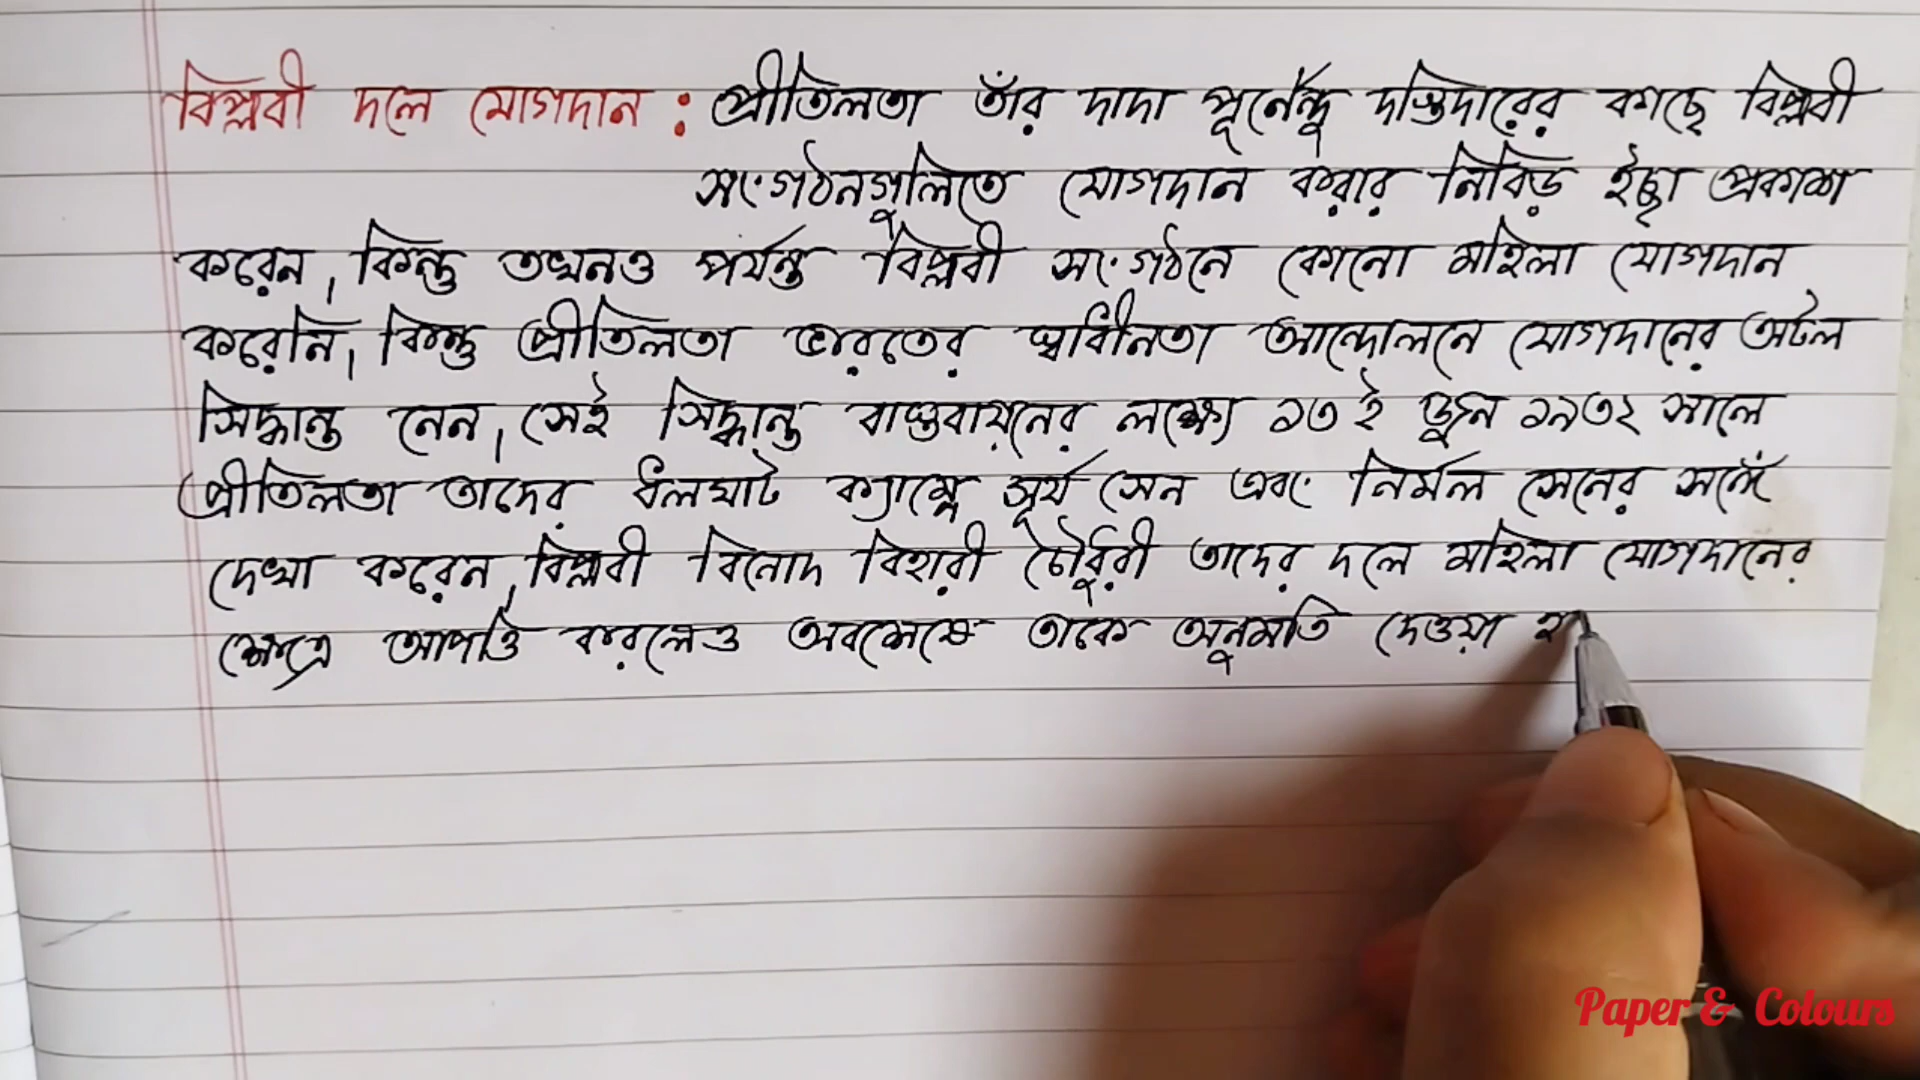 বিপ্লবী দলে যোগদান : প্রীতিলতা তাঁর দাদা পূর্ণেন্দু দস্তিদারের কাছে বিপ্লবী
সংগঠনগুলিতে যোগদান করার নিবিড় ইচ্ছা প্রকাশ
করেন, কিন্তু তখনও পর্যন্ত বিপ্লবী সংগঠনে কোনো মহিলা যোগদান
করেনি, কিন্তু প্রীতিলতা ভারতের স্বাধীনতা আন্দোলনে যোগদানের অটল
সিদ্ধান্ত নেন, সেই সিদ্ধান্ত বাস্তবায়নের লক্ষ্যে ১৩ ই জুন ১৯৩২ সালে
প্রীতিলতা তাদের ধলঘাট ক্যাম্পে সূর্য সেন এবং নির্মল সেনের সঙ্গে
দেখা করেন, বিপ্লবী বিনোদ বিহারী চৌধুরী তাদের দলে মহিলা যোগদানের
ক্ষেত্রে আপত্তি করলেও অবশেষে তাকে অনুমতি দেওয়া
Paper & Colours